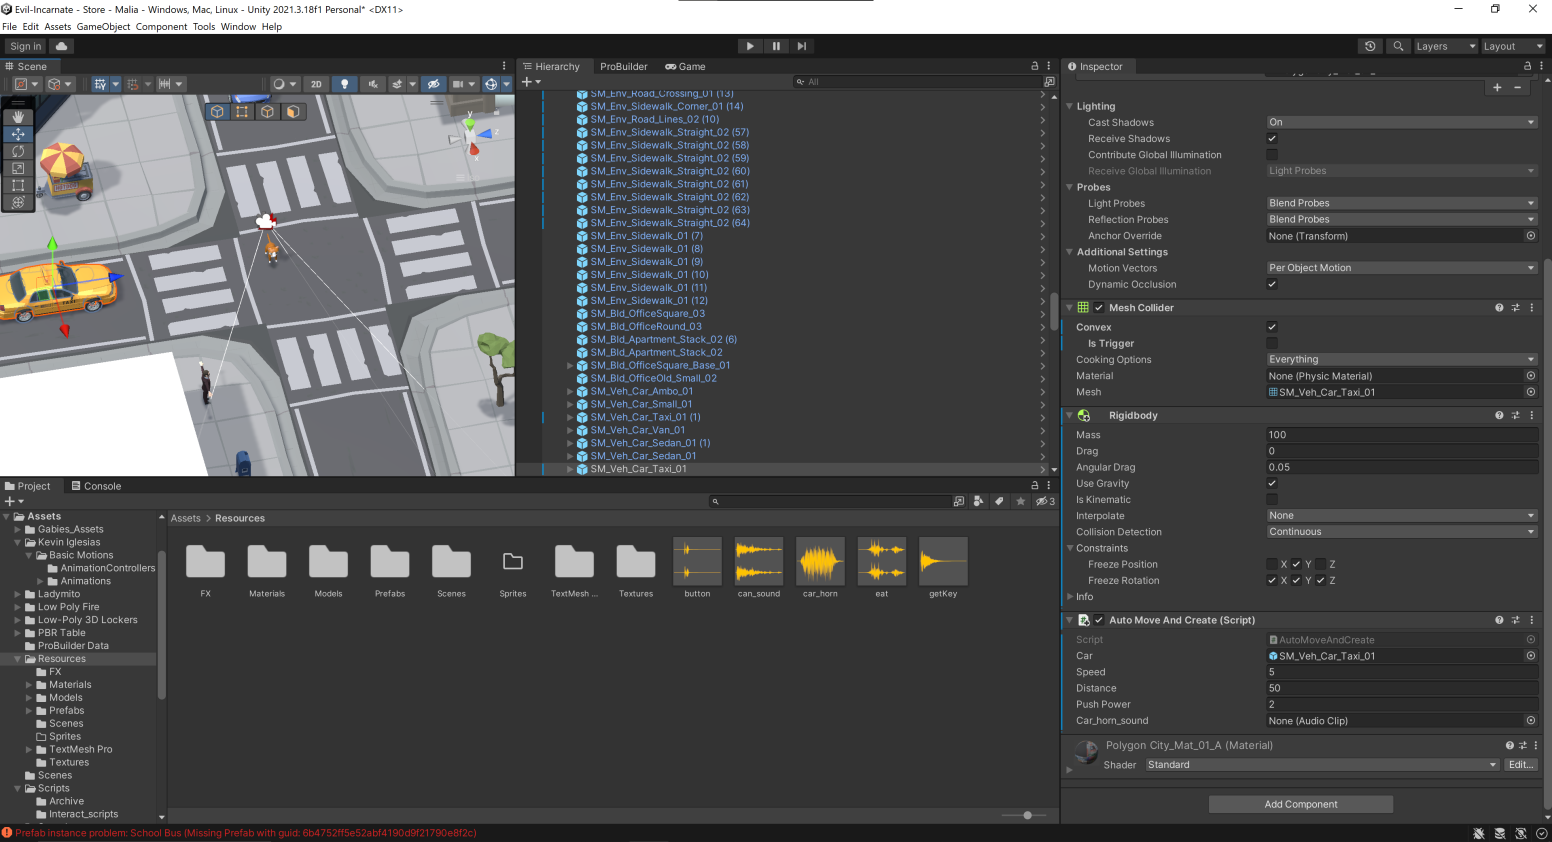 Evil-Incarnate - Store - Malia - Windows, Mac, Linux - Unity 2021.3.18f1 Personal* <DX11>
File Edit Assets GameObject Component Tools Window Help
Sign in
Layers
Layout
Scene
2D
Hierarchy
ProBuilder
Game
All
SM_Env_Road_Crossing_01 (13)
SM_Env_Sidewalk_Corner_01 (14)
SM_Env_Road_Lines_02 (10)
SM_Env_Sidewalk_Straight_02 (57)
SM_Env_Sidewalk_Straight_02 (58)
SM_Env_Sidewalk_Straight_02 (59)
SM_Env_Sidewalk_Straight_02 (60)
SM_Env_Sidewalk_Straight_02 (61)
SM_Env_Sidewalk_Straight_02 (62)
SM_Env_Sidewalk_Straight_02 (63)
SM_Env_Sidewalk_Straight_02 (64)
SM_Env_Sidewalk_01 (7)
SM_Env_Sidewalk_01 (8)
SM_Env_Sidewalk_01 (9)
SM_Env_Sidewalk_01 (10)
SM_Env_Sidewalk_01 (11)
SM_Env_Sidewalk_01 (12)
SM_Bld_OfficeSquare_03
SM_Bld_OfficeRound_03
SM_Bld_Apartment_Stack_02 (6)
SM_Bld_Apartment_Stack_02
SM_Bld_OfficeSquare_Base_01
SM_Bld_OfficeOld_Small_02
SM_Veh_Car_Ambo_01
SM_Veh_Car_Small_01
SM_Veh_Car_Taxi_01 (1)
SM_Veh_Car_Van_01
SM_Veh_Car_Sedan_01 (1)
SM_Veh_Car_Sedan_01
SM_Veh_Car_Taxi_01
Inspector
Lighting
Cast Shadows On
Receive Shadows
Contribute Global Illumination
Receive Global Illumination Light Probes
Probes
Light Probes Blend Probes
Reflection Probes Blend Probes
Anchor Override None (Transform)
Additional Settings
Motion Vectors Per Object Motion
Dynamic Occlusion
Mesh Collider
Convex
Is Trigger
Cooking Options Everything
Material None (Physic Material)
Mesh SM_Veh_Car_Taxi_01
Rigidbody
Mass 100
Drag 0
Angular Drag 0.05
Use Gravity
Is Kinematic
Interpolate None
Collision Detection Continuous
Constraints
Freeze Position X Y Z
Freeze Rotation X Y Z
Info
Auto Move And Create (Script)
Script AutoMoveAndCreate
Car SM_Veh_Car_Taxi_01
Speed 5
Distance 50
Push Power 2
Car_horn_sound None (Audio Clip)
Polygon City_Mat_01_A (Material)
Shader Standard Edit...
Add Component
Project
Console
3
Assets
Gabies_Assets
Kevin Iglesias
Basic Motions
AnimationControllers
Animations
Ladymito
Low Poly Fire
Low-Poly 3D Lockers
PBR Table
ProBuilder Data
Resources
FX
Materials
Models
Prefabs
Scenes
Sprites
TextMesh Pro
Textures
Scenes
Scripts
Archive
Interact_scripts
Assets > Resources
FX Materials Models Prefabs Scenes Sprites TextMesh ... Textures button can_sound car_horn eat getKey
Prefab instance problem: School Bus (Missing Prefab with guid: 6b4752ff5e52abf4190d9f21790e8f2c)